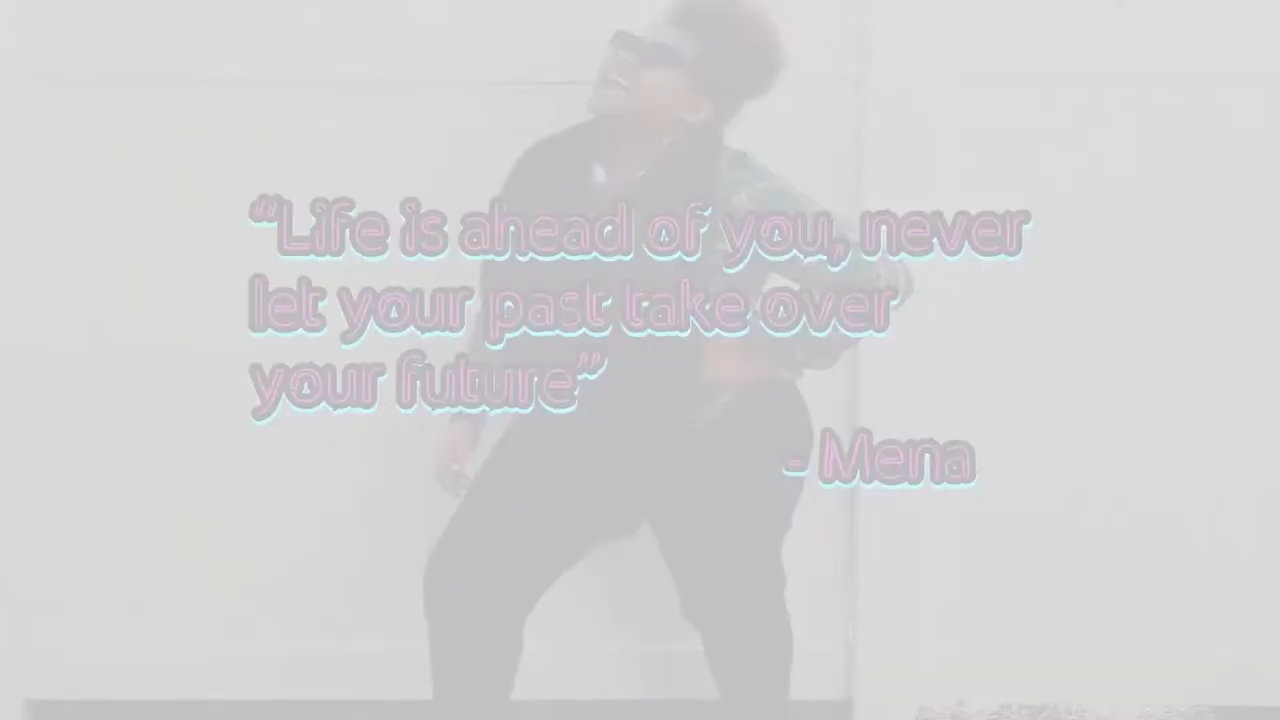 “Life is ahead of you, never
let your past take over
your future”
- Mena